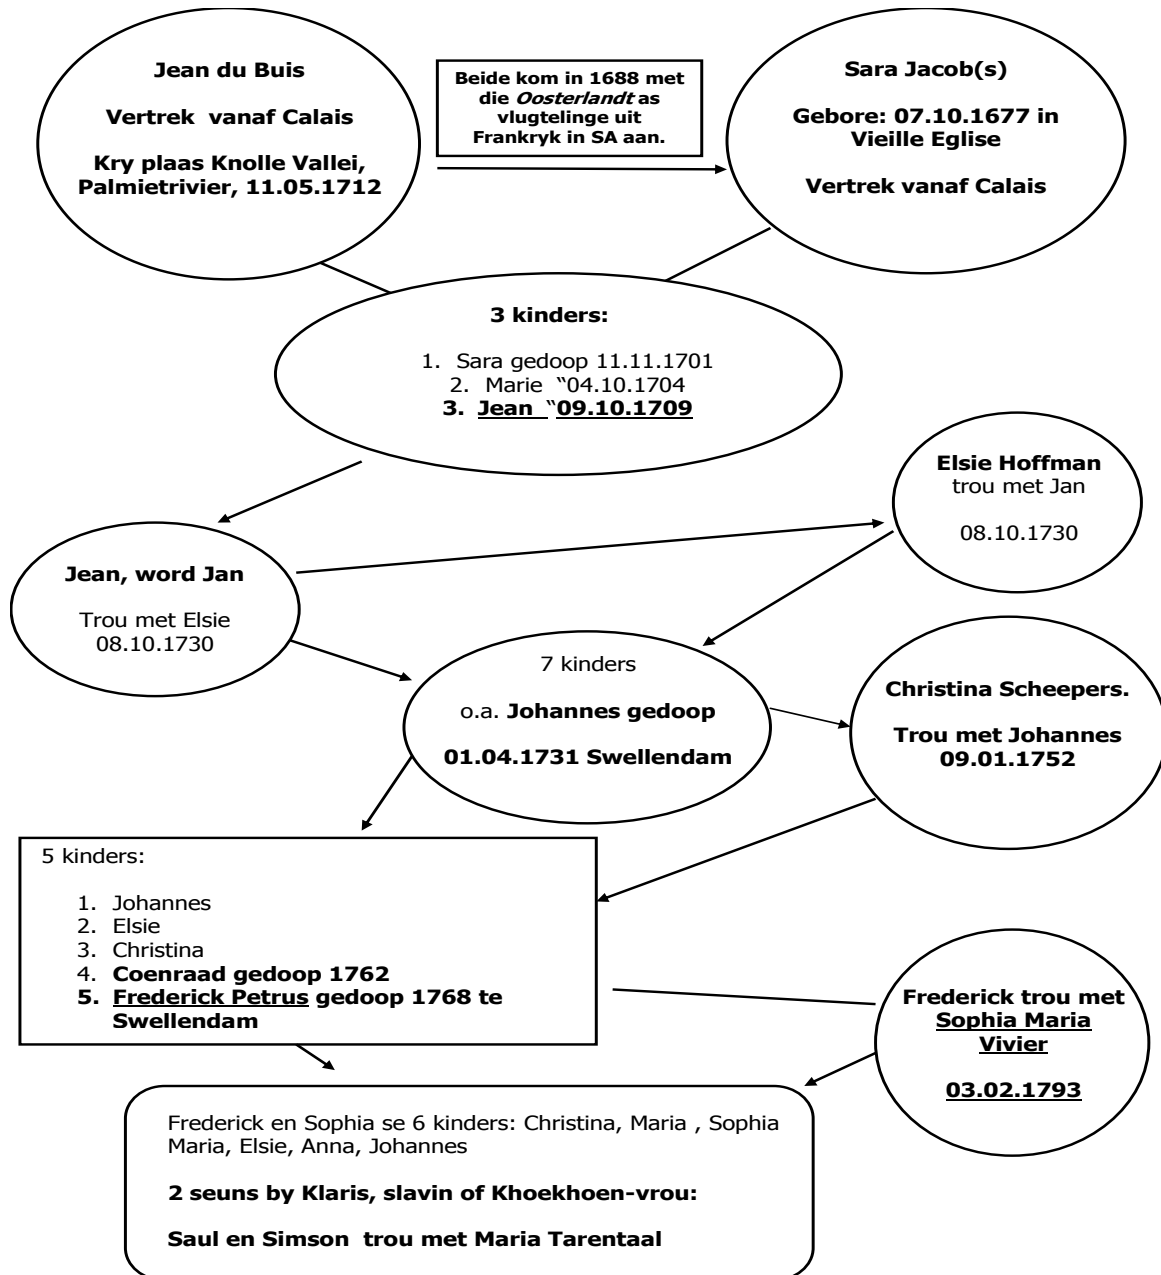 Jean du Buis
Vertrek vanaf Calais
Kry plaas Knolle Vallei,
Palmietrivier, 11.05.1712
Beide kom in 1688 met
die Oosterlandt as
vlugtelinge uit
Frankryk in SA aan.
Sara Jacob(s)
Gebore: 07.10.1677 in
Vieille Eglise
Vertrek vanaf Calais
3 kinders:
1. Sara gedoop 11.11.1701
2. Marie “04.10.1704
3. Jean “09.10.1709
Elsie Hoffman
trou met Jan
08.10.1730
Jean, word Jan
Trou met Elsie
08.10.1730
7 kinders
o.a. Johannes gedoop
01.04.1731 Swellendam
Christina Scheepers.
Trou met Johannes
09.01.1752
5 kinders:
1. Johannes
2. Elsie
3. Christina
4. Coenraad gedoop 1762
5. Frederick Petrus gedoop 1768 te
Swellendam
Frederick trou met
Sophia Maria
Vivier
03.02.1793
Frederick en Sophia se 6 kinders: Christina, Maria , Sophia
Maria, Elsie, Anna, Johannes
2 seuns by Klaris, slavin of Khoekhoen-vrou:
Saul en Simson trou met Maria Tarentaal